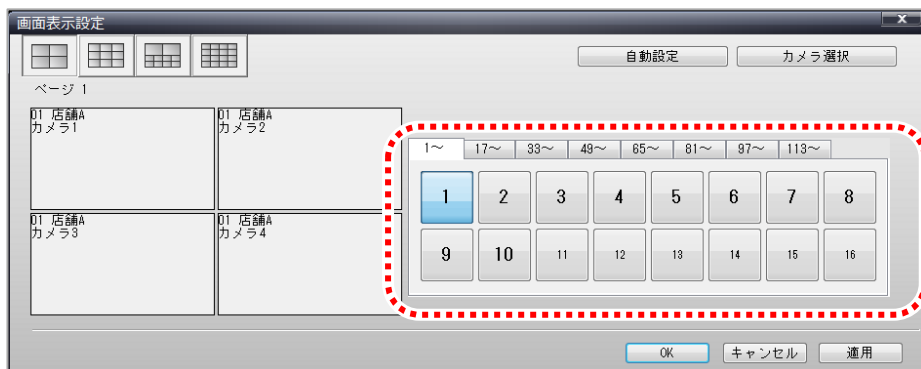 画面表示設定
x
自動設定
カメラ選択
ページ 1
01 店舗A
カメラ1
01 店舗A
カメラ2
01 店舗A
カメラ3
01 店舗A
カメラ4
1～ 17～ 33～ 49～ 65～ 81～ 97～ 113～
1 2 3 4 5 6 7 8
9 10 11 12 13 14 15 16
OK キャンセル 適用